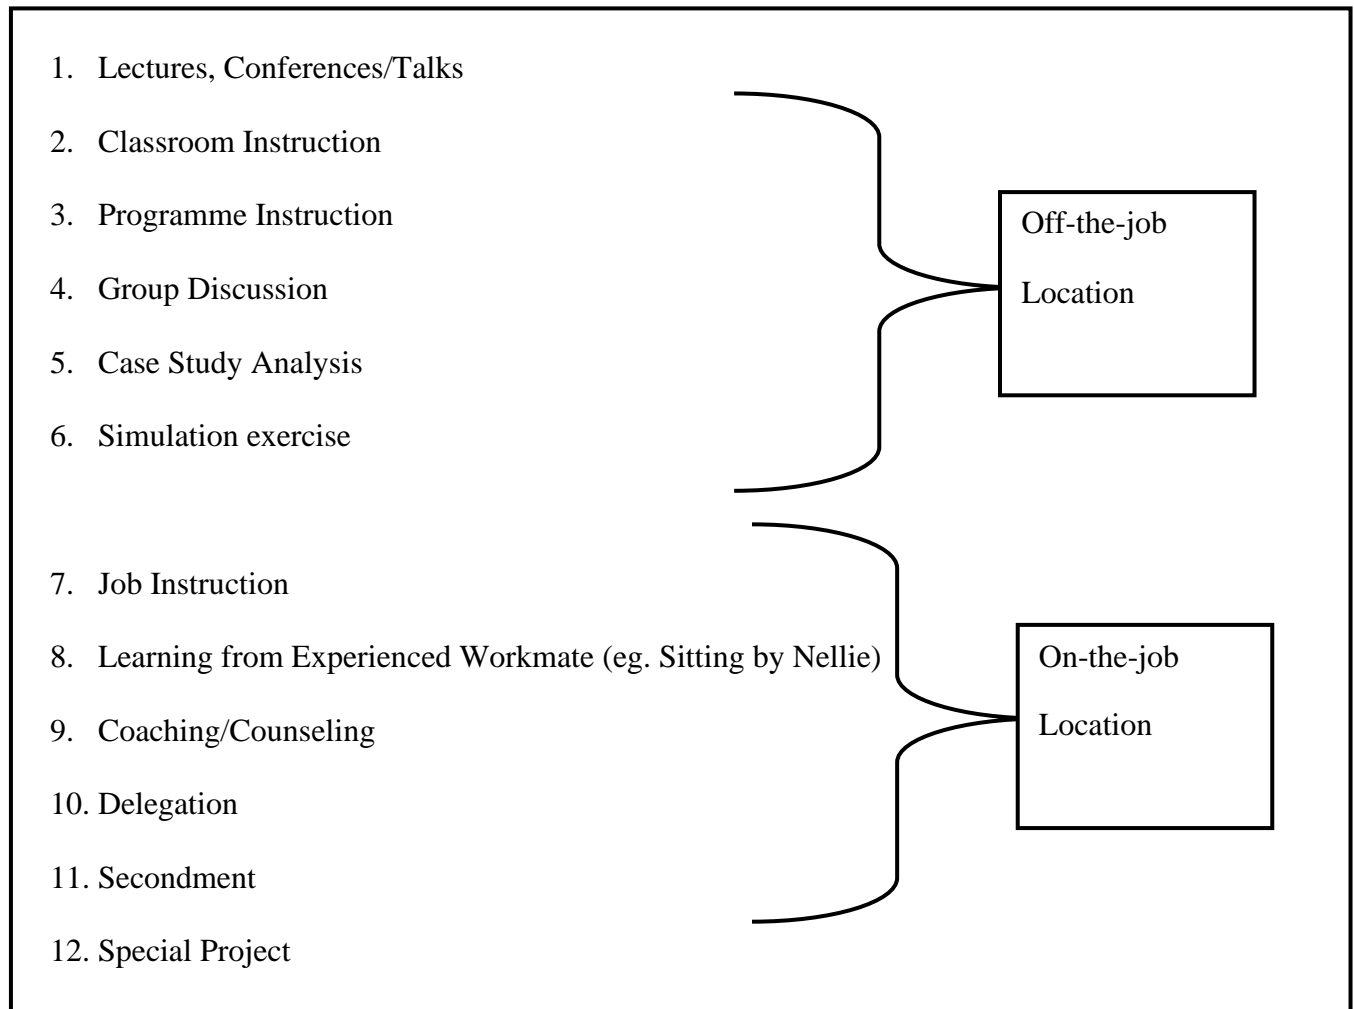 1. Lectures, Conferences/Talks
2. Classroom Instruction
3. Programme Instruction
4. Group Discussion
5. Case Study Analysis
6. Simulation exercise
Off-the-job
Location
7. Job Instruction
8. Learning from Experienced Workmate (eg. Sitting by Nellie)
9. Coaching/Counseling
10. Delegation
11. Secondment
12. Special Project
On-the-job
Location